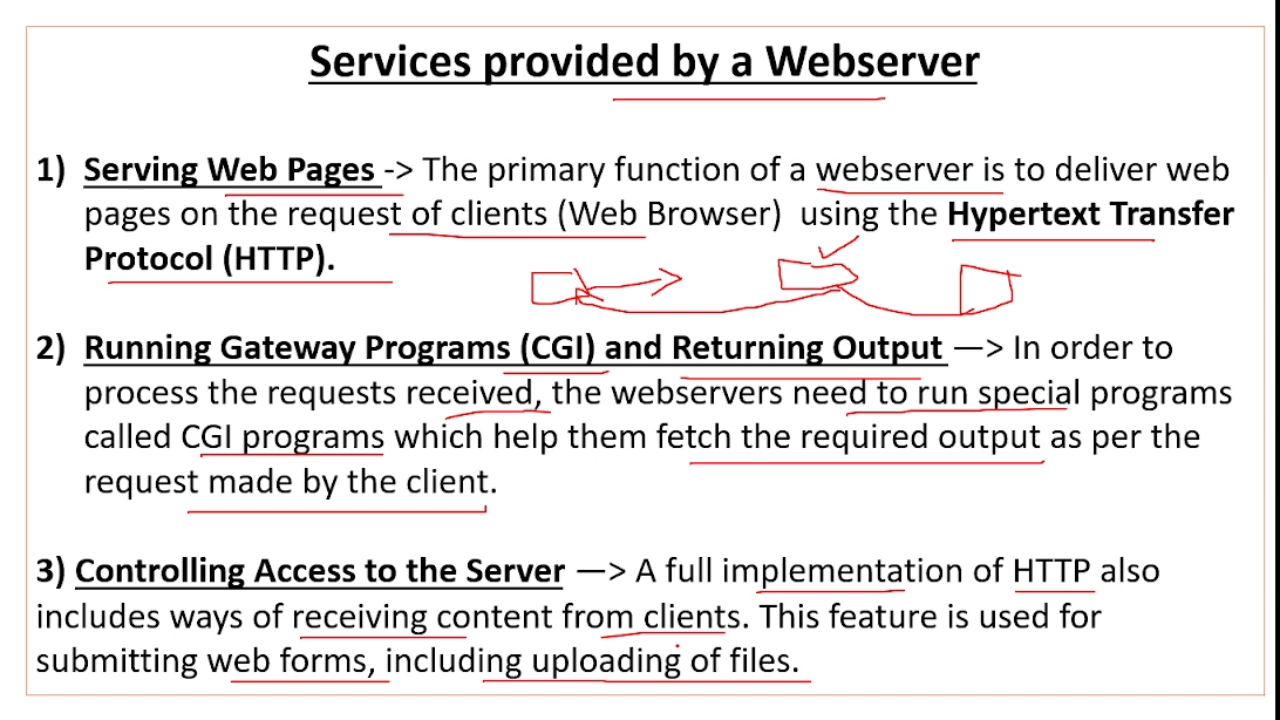 Services provided by a Webserver
1) Serving Web Pages -> The primary function of a webserver is to deliver web
pages on the request of clients (Web Browser) using the Hypertext Transfer
Protocol (HTTP).
2) Running Gateway Programs (CGI) and Returning Output —> In order to
process the requests received, the webservers need to run special programs
called CGI programs which help them fetch the required output as per the
request made by the client.
3) Controlling Access to the Server —> A full implementation of HTTP also
includes ways of receiving content from clients. This feature is used for
submitting web forms, including uploading of files.